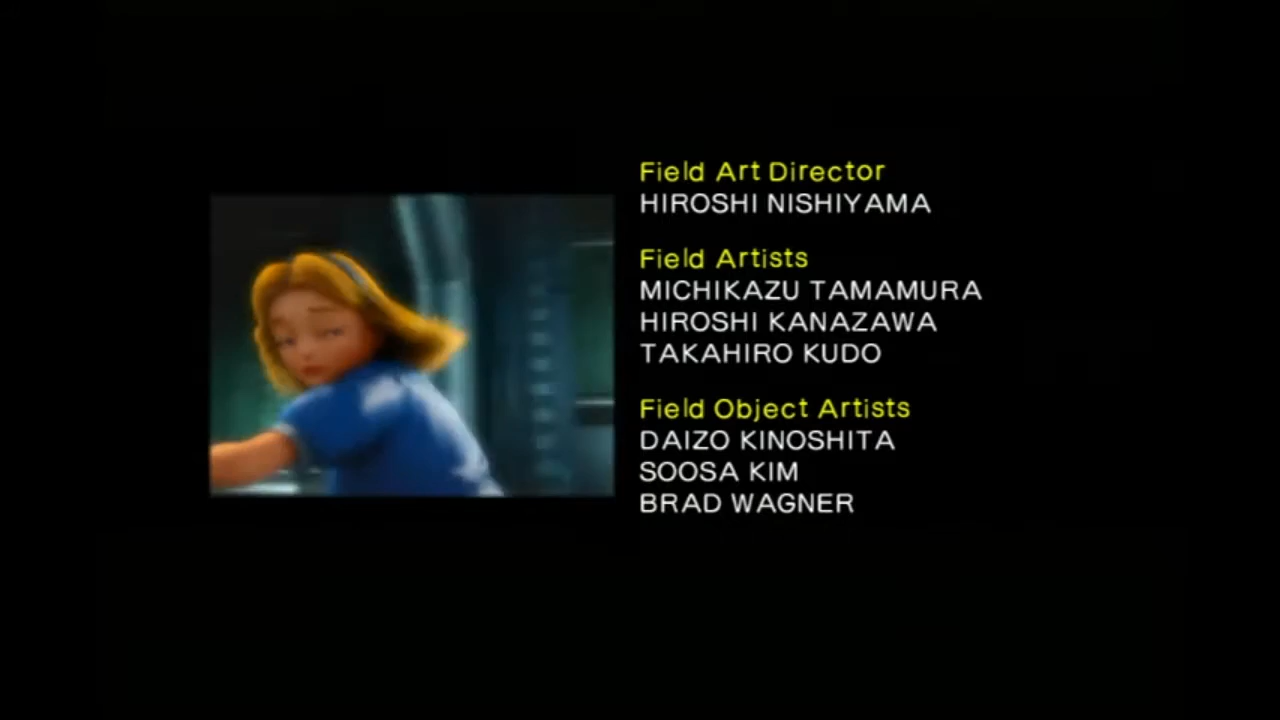 Field Art Director
HIROSHI NISHIYAMA
Field Artists
MICHIKAZU TAMAMURA
HIROSHI KANAZAWA
TAKAHIRO KUDO
Field Object Artists
DAIZO KINOSHITA
SOOSA KIM
BRAD WAGNER